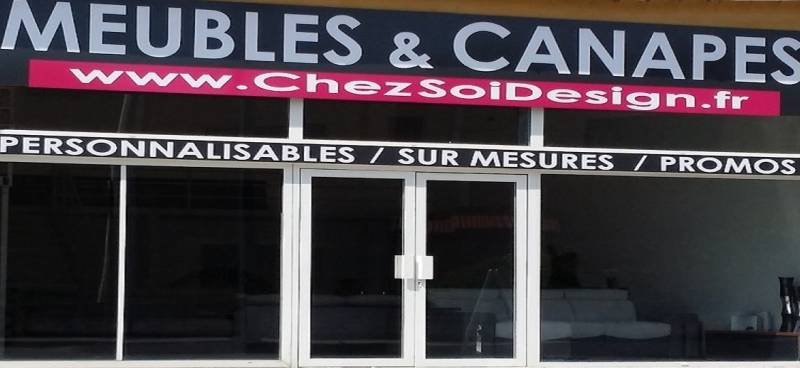 MEUBLES & CANAPES
www.ChezSoiDesign.fr
PERSONNALISABLES / SUR MESURES / PROMOS